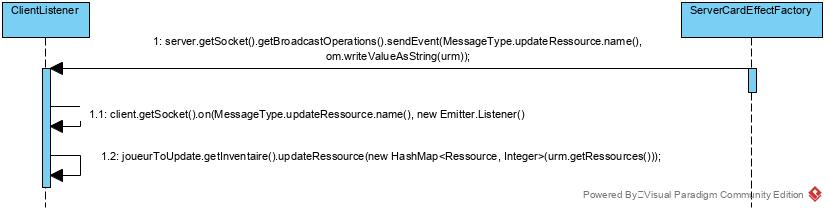 ClientListener
ServerCardEffectFactory
1: server.getSocket().getBroadcastOperations().sendEvent(MessageType.updateRessource.name(),
om.writeValueAsString(urm));
1.1: client.getSocket().on(MessageType.updateRessource.name(), new Emitter.Listener()
1.2: joueurToUpdate.getInventaire().updateRessource(new HashMap<Ressource, Integer>(urm.getRessources()));
Powered By Visual Paradigm Community Edition